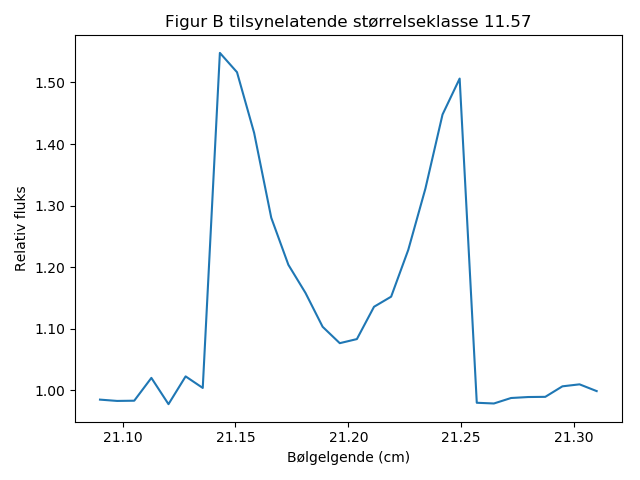 Figur B tilsynelatende størrelseklasse 11.57
1.50
1.40
1.30
1.20
1.10
1.00
Relativ fluks
21.10 21.15 21.20 21.25 21.30
Bølgelgende (cm)